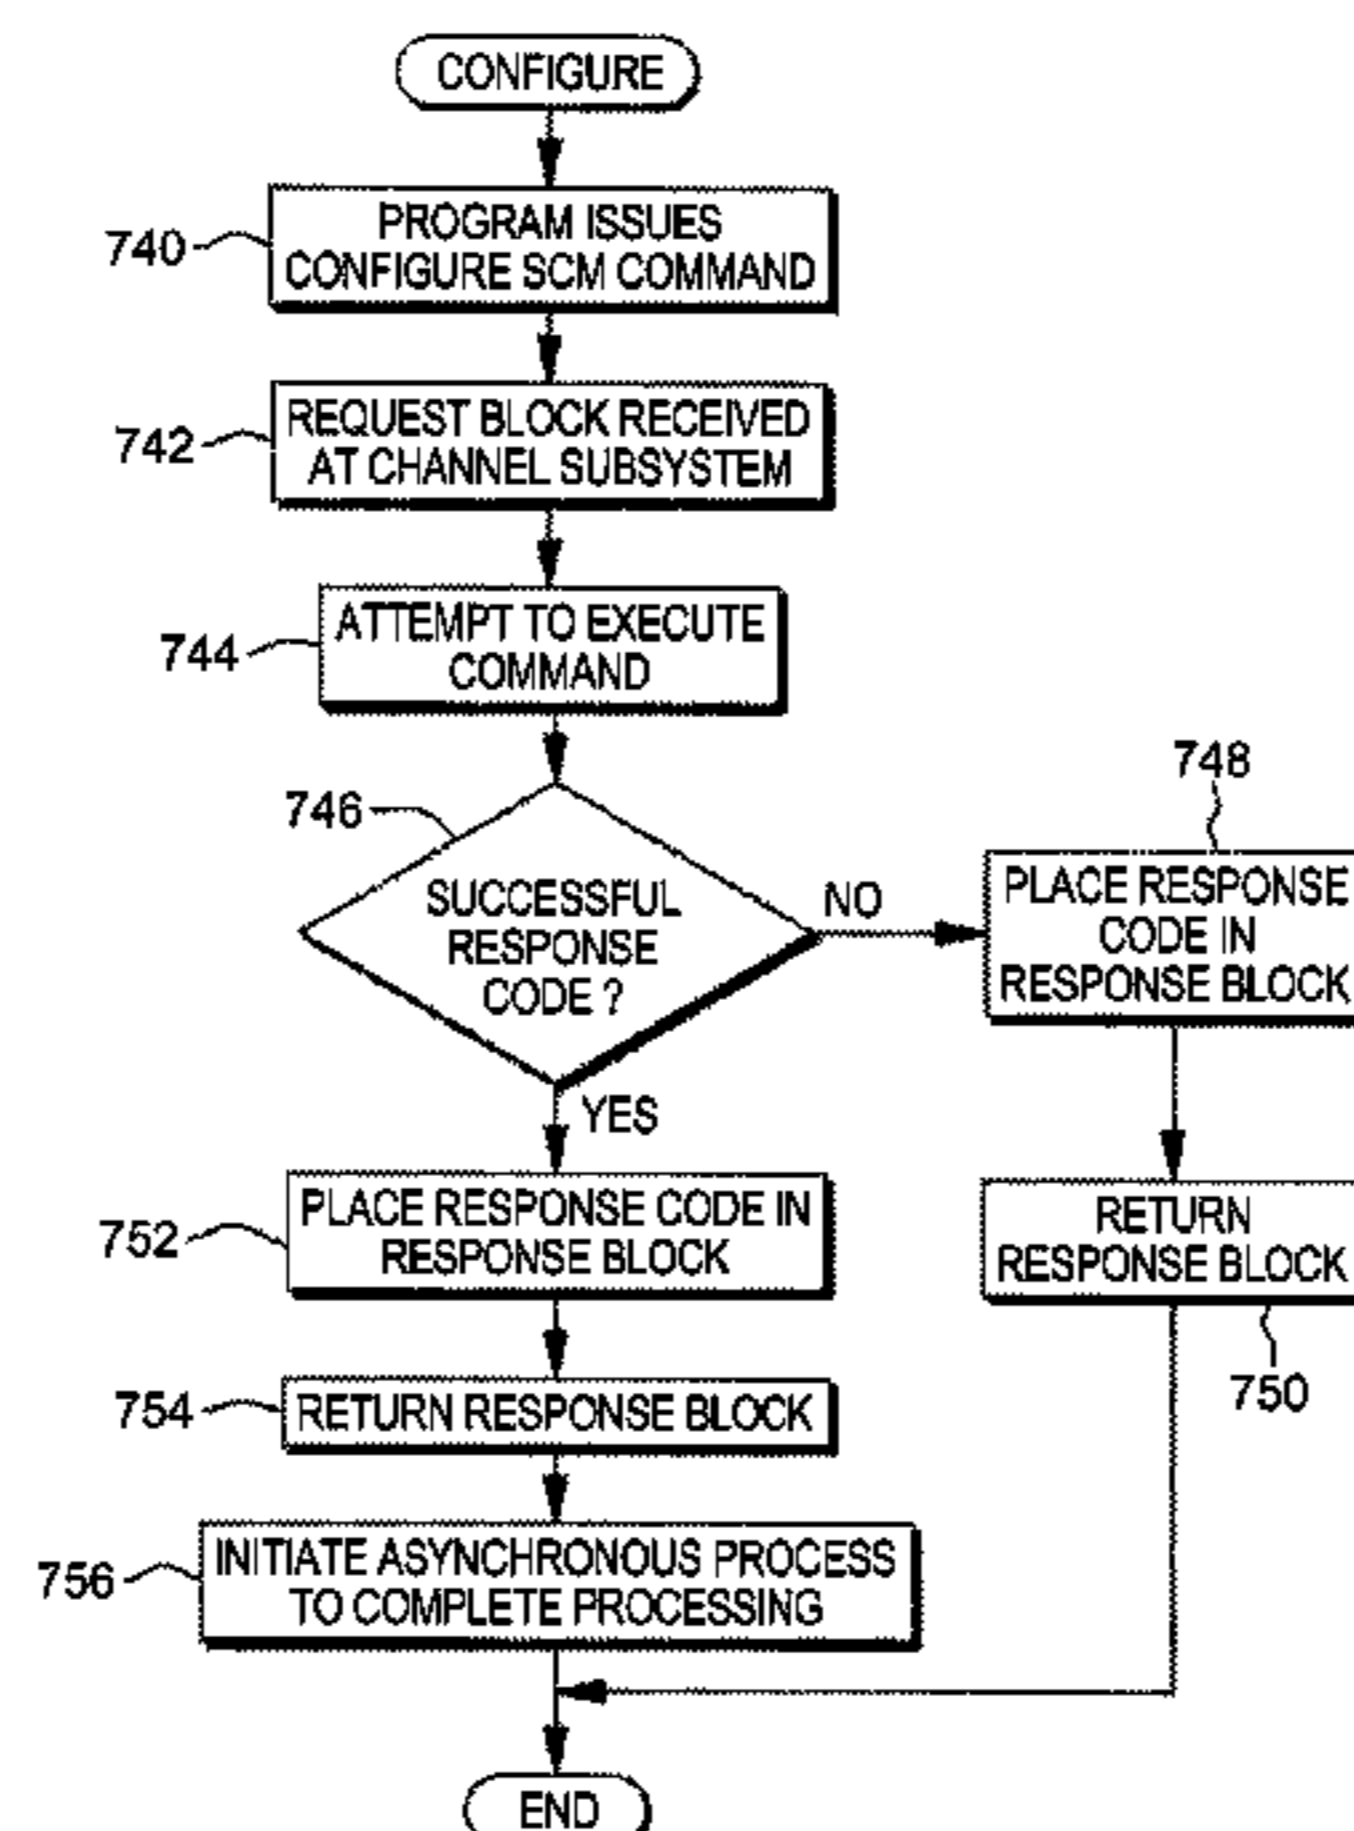 CONFIGURE
740
PROGRAM ISSUES
CONFIGURE SCM COMMAND
742
REQUEST BLOCK RECEIVED
AT CHANNEL SUBSYSTEM
744
ATTEMPT TO EXECUTE
COMMAND
746
SUCCESSFUL
RESPONSE
CODE ?
NO
748
PLACE RESPONSE
CODE IN
RESPONSE BLOCK
RETURN
RESPONSE BLOCK
750
YES
752
PLACE RESPONSE CODE IN
RESPONSE BLOCK
754
RETURN RESPONSE BLOCK
756
INITIATE ASYNCHRONOUS PROCESS
TO COMPLETE PROCESSING
END